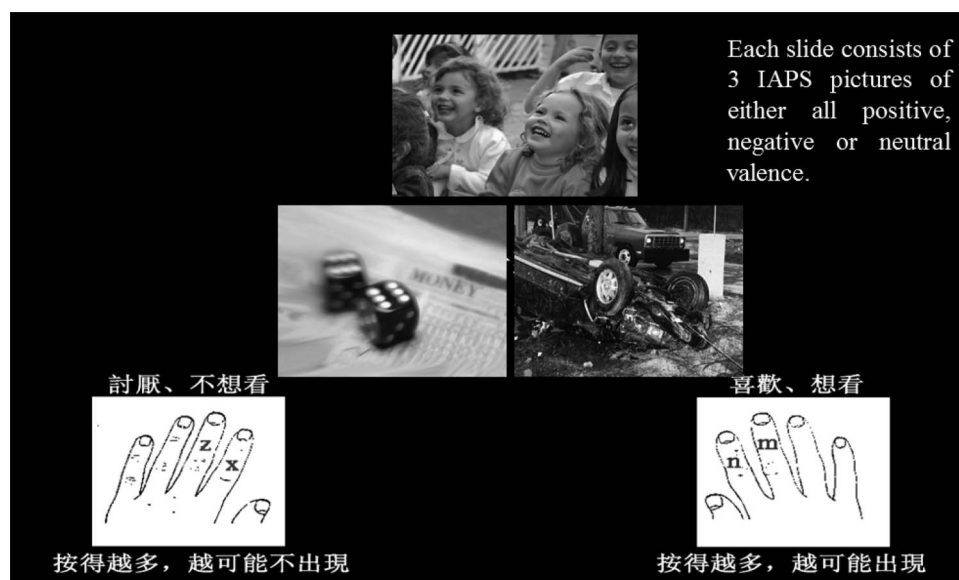 Each slide consists of
3 IAPS pictures of
either all positive,
negative or neutral
valence.
MONEY
討厭、不想看
喜歡、想看
z
x
n
m
按得越多，越可能不出現
按得越多，越可能出現